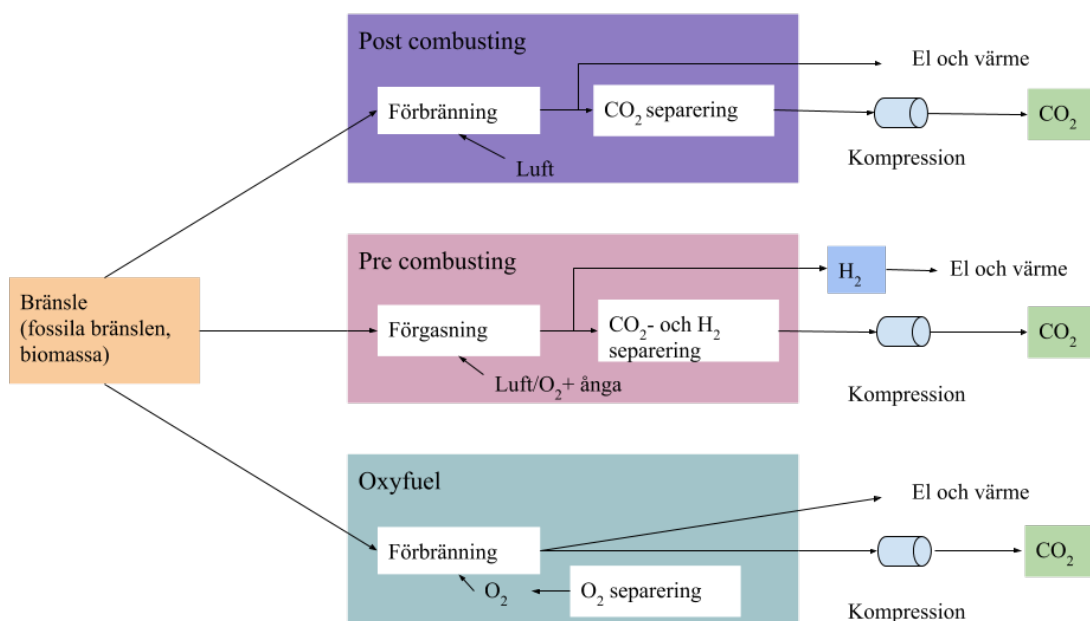 Post combusting
El och värme
Förbränning
CO₂ separering
CO₂
Luft
Kompression
Pre combusting
H₂
El och värme
Bränsle
(fossila bränslen,
biomassa)
Förgasning
CO₂- och H₂
separering
CO₂
Luft/O₂+ ånga
Kompression
Oxyfuel
El och värme
Förbränning
CO₂
O₂
O₂ separering
Kompression